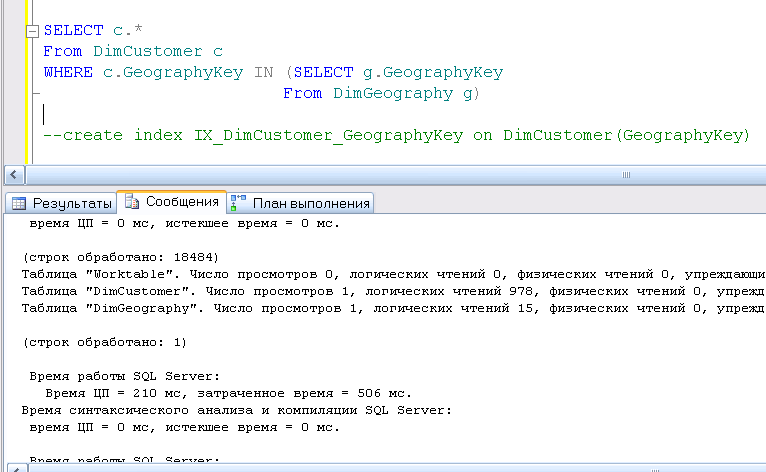 SELECT c.*
From DimCustomer c
WHERE c.GeographyKey IN (SELECT g.GeographyKey
From DimGeography g)
--create index IX_DimCustomer_GeographyKey on DimCustomer(GeographyKey)
Результаты Сообщения План выполнения
время ЦП = 0 мс, истекшее время = 0 мс.
(строк обработано: 18484)
Таблица "Worktable". Число просмотров 0, логических чтений 0, физических чтений 0, упреждающи
Таблица "DimCustomer". Число просмотров 1, логических чтений 978, физических чтений 0, упрежд
Таблица "DimGeography". Число просмотров 1, логических чтений 15, физических чтений 0, упрежд
(строк обработано: 1)
Время работы SQL Server:
Время ЦП = 210 мс, затраченное время = 506 мс.
Время синтаксического анализа и компиляции SQL Server:
время ЦП = 0 мс, истекшее время = 0 мс.
Время работы SQL Server: